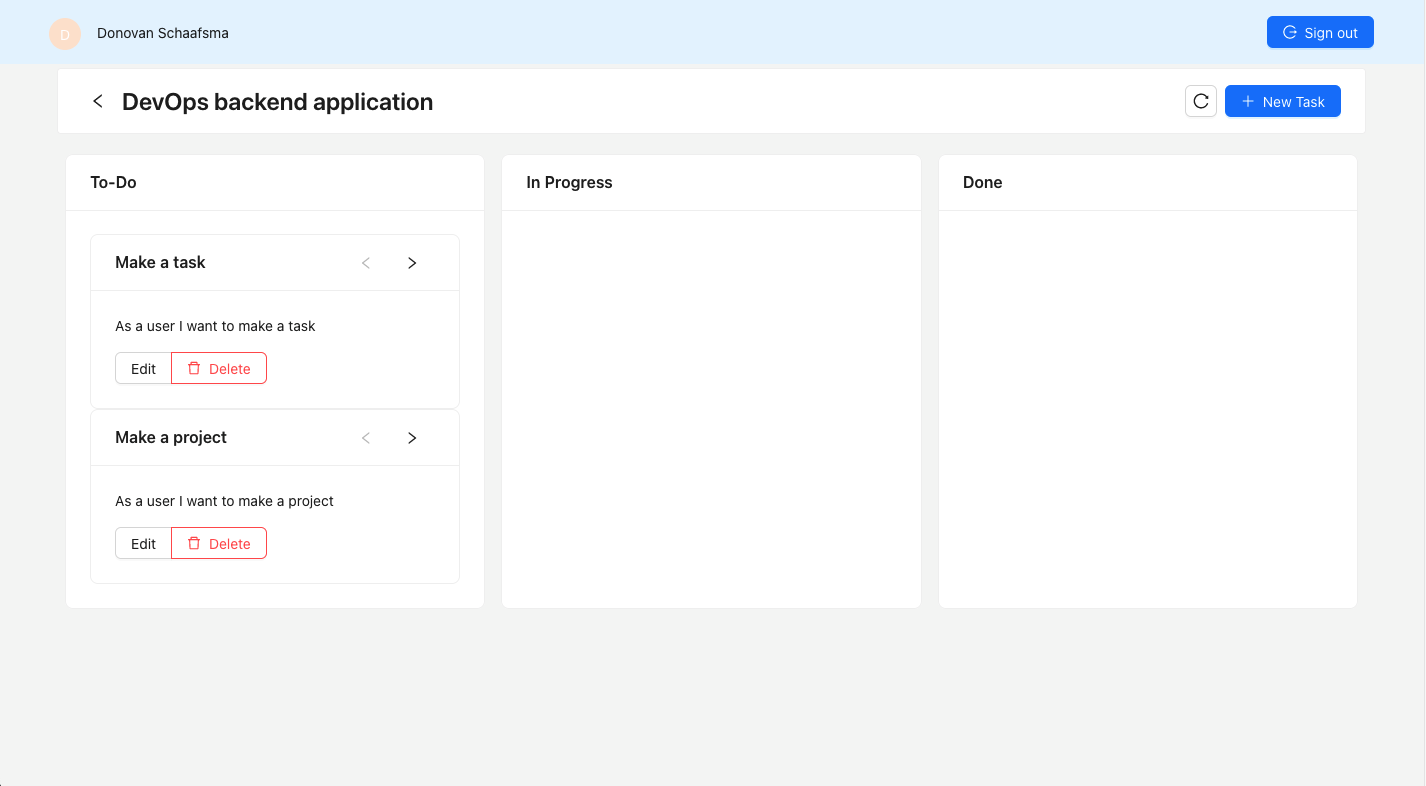 D
Donovan Schaafsma
Sign out
DevOps backend application
New Task
To-Do
In Progress
Done
Make a task
As a user I want to make a task
Edit
Delete
Make a project
As a user I want to make a project
Edit
Delete